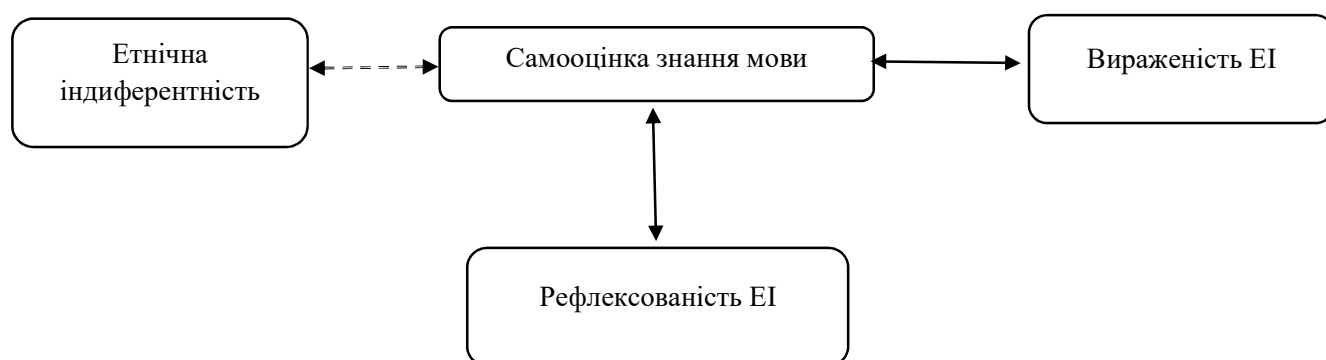 Етнічна
індиферентність
Самооцінка знання мови
Вираженість ЕІ
Рефлексованість ЕІ